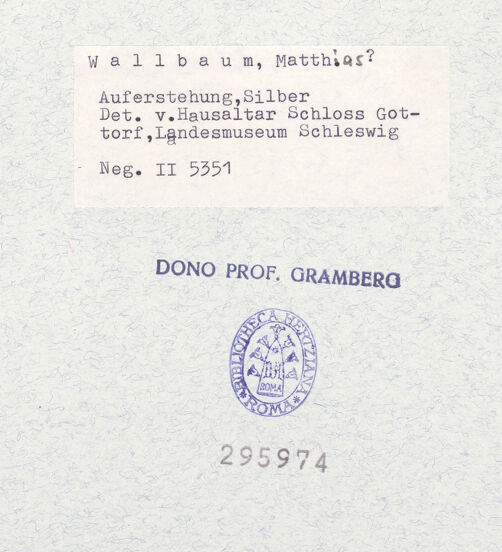 W a l l b a u m, Matthias?
Auferstehung,Silber
Det. v.Hausaltar Schloss Got-
torf,Landesmuseum Schleswig
Neg. II 5351
DONO PROF. GRAMBERG
*BIBLIOTHECA HERTZIANA*
ROMA
ROMA
295974